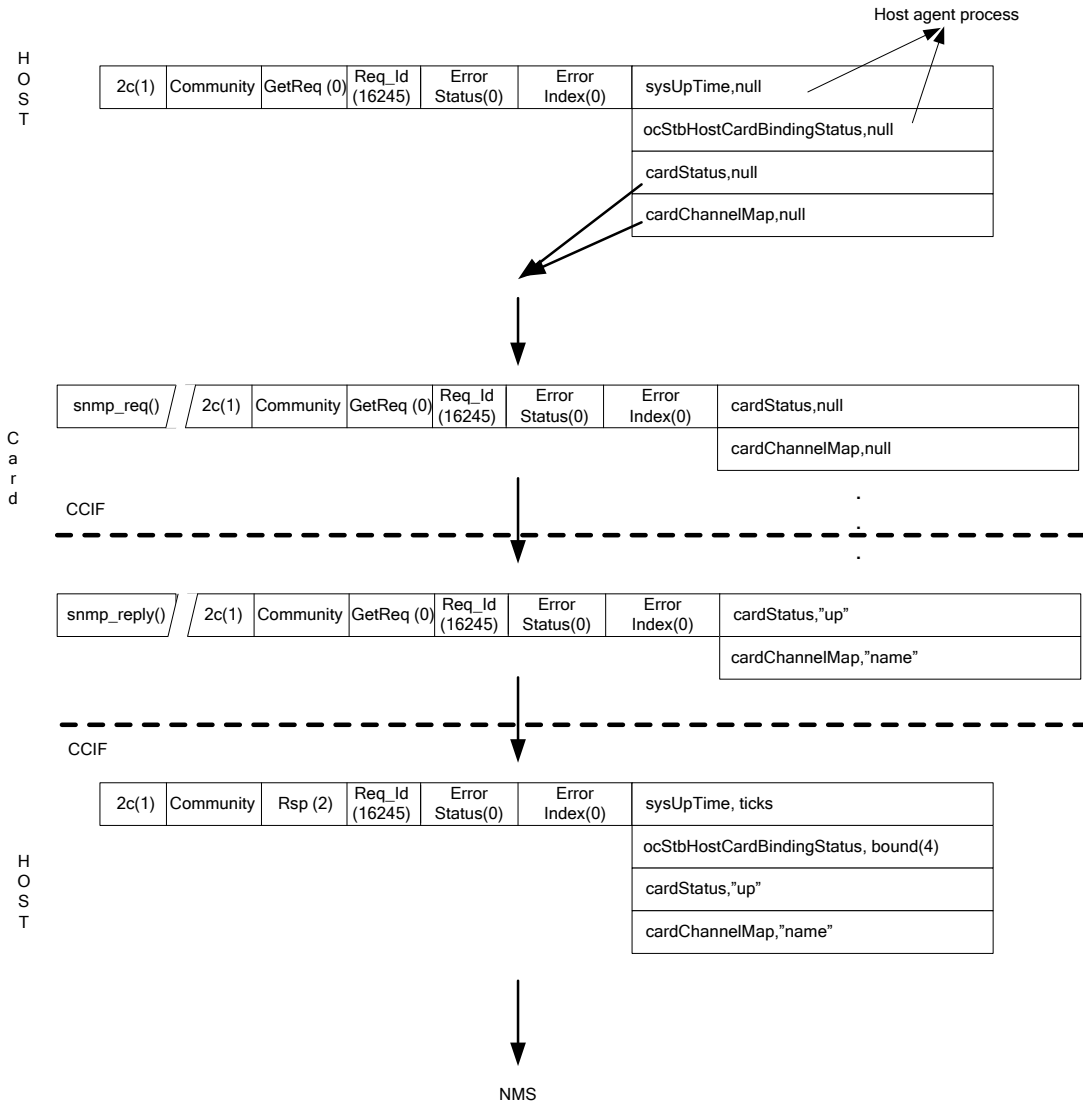 Host agent process
H
O
S
T
2c(1) Community GetReq (0) Req_Id (16245) Error Status(0) Error Index(0) sysUpTime,null
ocStbHostCardBindingStatus,null
cardStatus,null
cardChannelMap,null
C
a
r
d
snmp_req() 2c(1) Community GetReq (0) Req_Id (16245) Error Status(0) Error Index(0) cardStatus,null
cardChannelMap,null
.
CCIF
.
.
snmp_reply() 2c(1) Community GetReq (0) Req_Id (16245) Error Status(0) Error Index(0) cardStatus,”up”
cardChannelMap,”name”
CCIF
H
O
S
T
2c(1) Community Rsp (2) Req_Id (16245) Error Status(0) Error Index(0) sysUpTime, ticks
ocStbHostCardBindingStatus, bound(4)
cardStatus,”up”
cardChannelMap,”name”
NMS